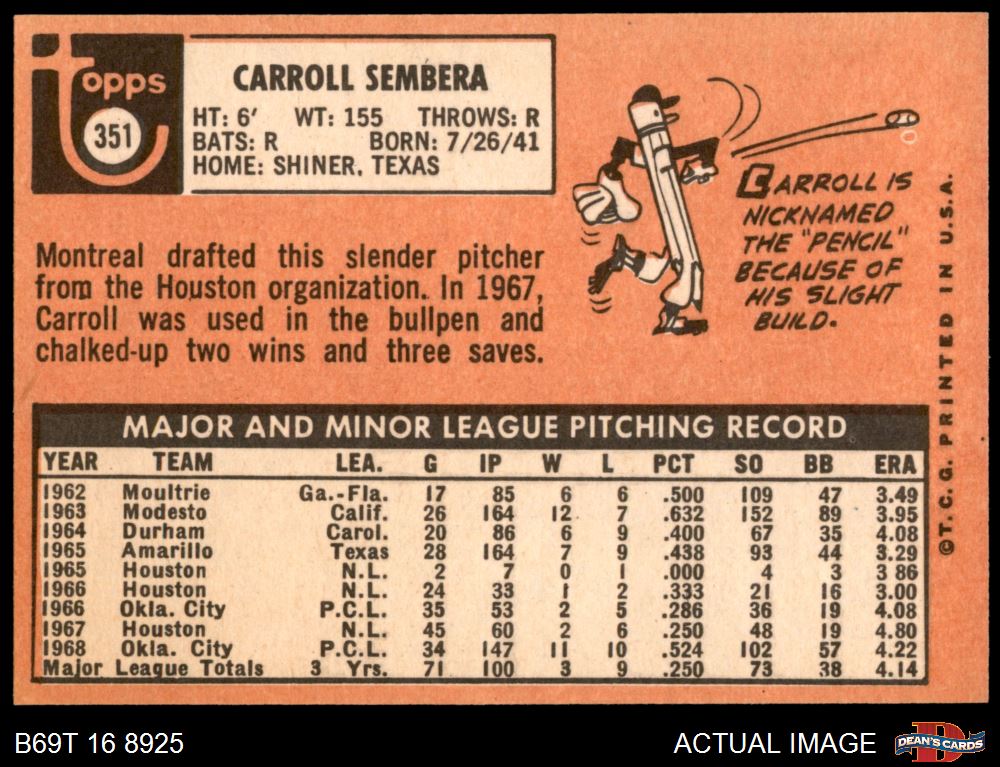 topps
351
CARROLL SEMBERA
HT: 6' WT: 155 THROWS: R
BATS: R BORN: 7/26/41
HOME: SHINER, TEXAS
Montreal drafted this slender pitcher
from the Houston organization. In 1967,
Carroll was used in the bullpen and
chalked-up two wins and three saves.
CARROLL IS
NICKNAMED
THE "PENCIL"
BECAUSE OF
HIS SLIGHT
BUILD.
©T.C.G. PRINTED IN U.S.A.
MAJOR AND MINOR LEAGUE PITCHING RECORD
YEAR TEAM LEA. G IP W L PCT SO BB ERA
1962 Moultrie Ga.-Fla. 17 85 6 6 .500 109 47 3.49
1963 Modesto Calif. 26 164 12 7 .632 152 89 3.95
1964 Durham Carol. 20 86 6 9 .400 67 35 4.08
1965 Amarillo Texas 28 164 7 9 .438 93 44 3.29
1965 Houston N.L. 2 7 0 1 .000 4 3 3.86
1966 Houston N.L. 24 33 1 2 .333 21 16 3.00
1966 Okla. City P.C.L. 35 53 2 5 .286 36 19 4.08
1967 Houston N.L. 45 60 2 6 .250 48 19 4.80
1968 Okla. City P.C.L. 34 147 11 10 .524 102 57 4.22
Major League Totals 3 Yrs. 71 100 3 9 .250 73 38 4.14
B69T 16 8925
ACTUAL IMAGE
D
DEAN'S CARDS